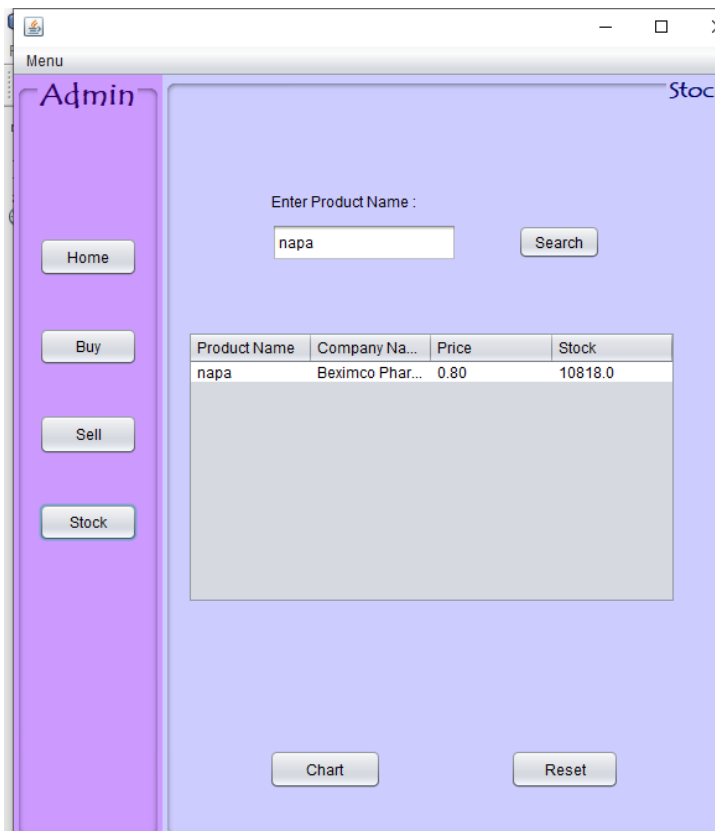 Menu
Admin
Stoc
Enter Product Name :
napa
Search
Home
Buy
Sell
Stock
Product Name Company Na... Price Stock
napa Beximco Phar... 0.80 10818.0
Chart Reset